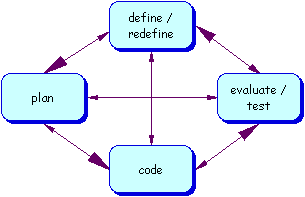 define /
redefine
plan
evaluate /
test
code